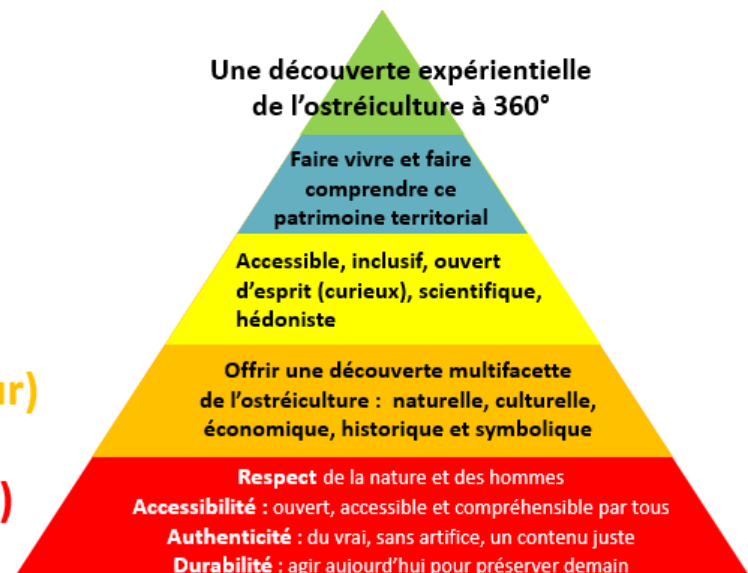 Une découverte expérientielle
de l’ostréiculture à 360°
Faire vivre et faire
comprendre ce
patrimoine territorial
Accessible, inclusif, ouvert
d’esprit (curieux), scientifique,
hédoniste
ur)
Offrir une découverte multifacette
de l’ostréiculture : naturelle, culturelle,
économique, historique et symbolique
)
Respect de la nature et des hommes
Accessibilité : ouvert, accessible et compréhensible par tous
Authenticité : du vrai, sans artifice, un contenu juste
Durabilité : agir aujourd’hui pour préserver demain